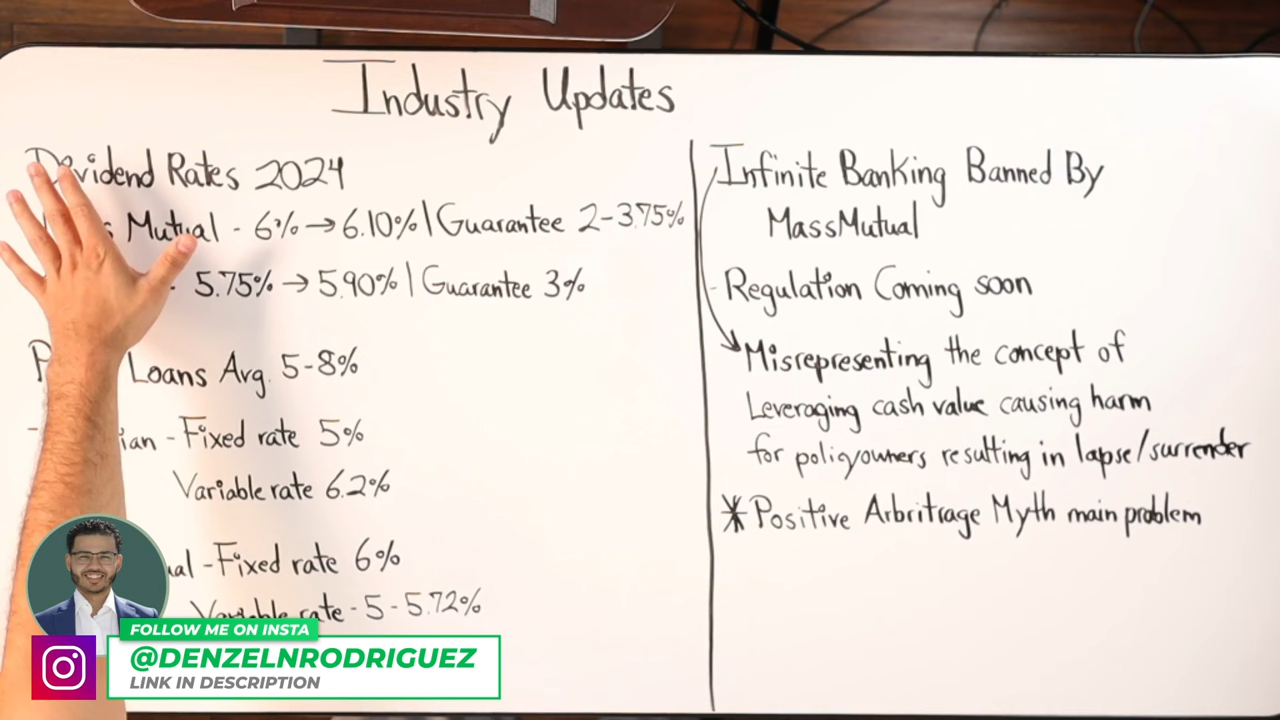 Industry Updates
Dividend Rates 2024
Mutual - 6% → 6.10% | Guarantee 2-3.75%
- 5.75% → 5.90% | Guarantee 3%
Loans Avg. 5-8%
- Fixed rate 5%
Variable rate 6.2%
- Fixed rate 6%
Variable rate - 5 - 5.72%
Infinite Banking Banned By
MassMutual
- Regulation Coming soon
Misrepresenting the concept of
Leveraging cash value causing harm
for policyowners resulting in lapse/surrender
* Positive Arbritrage Myth main problem
FOLLOW ME ON INSTA
@DENZELNRODRIGUEZ
LINK IN DESCRIPTION